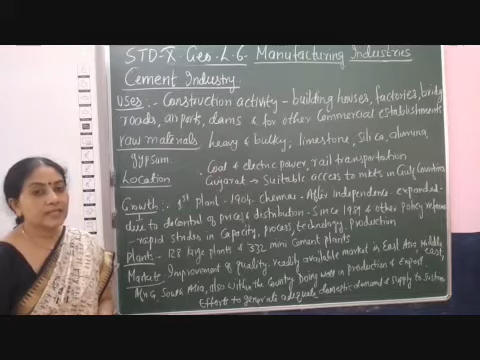 STD-X Geo. L.6. Manufacturing Industries
Cement Industry.
Uses:- Construction activity - building houses, factories, bridg
roads, airports, dams & for other Commercial establishments
raw materials heavy & bulky, limestone, silica, alumina,
gypsum. Coal & electric power, rail transportation
Location Gujarat → Suitable access to mkts in Gulf Countries
Growth:- 1st plant - 1904 chennai - After independence expanded -
due to decontrol of prices & distribution - Since 1989 & other policy reforms
- rapid strides in Capacity, process, technology. Production
Plants - 128 large plants & 332 mini Cement plants
Markets Improvement of quality, readily available market in East Asia, Middle
East,
South Asia, also within the Country Doing well in production & Export
Efforts to generate adequate domestic demand & supply to Sustain